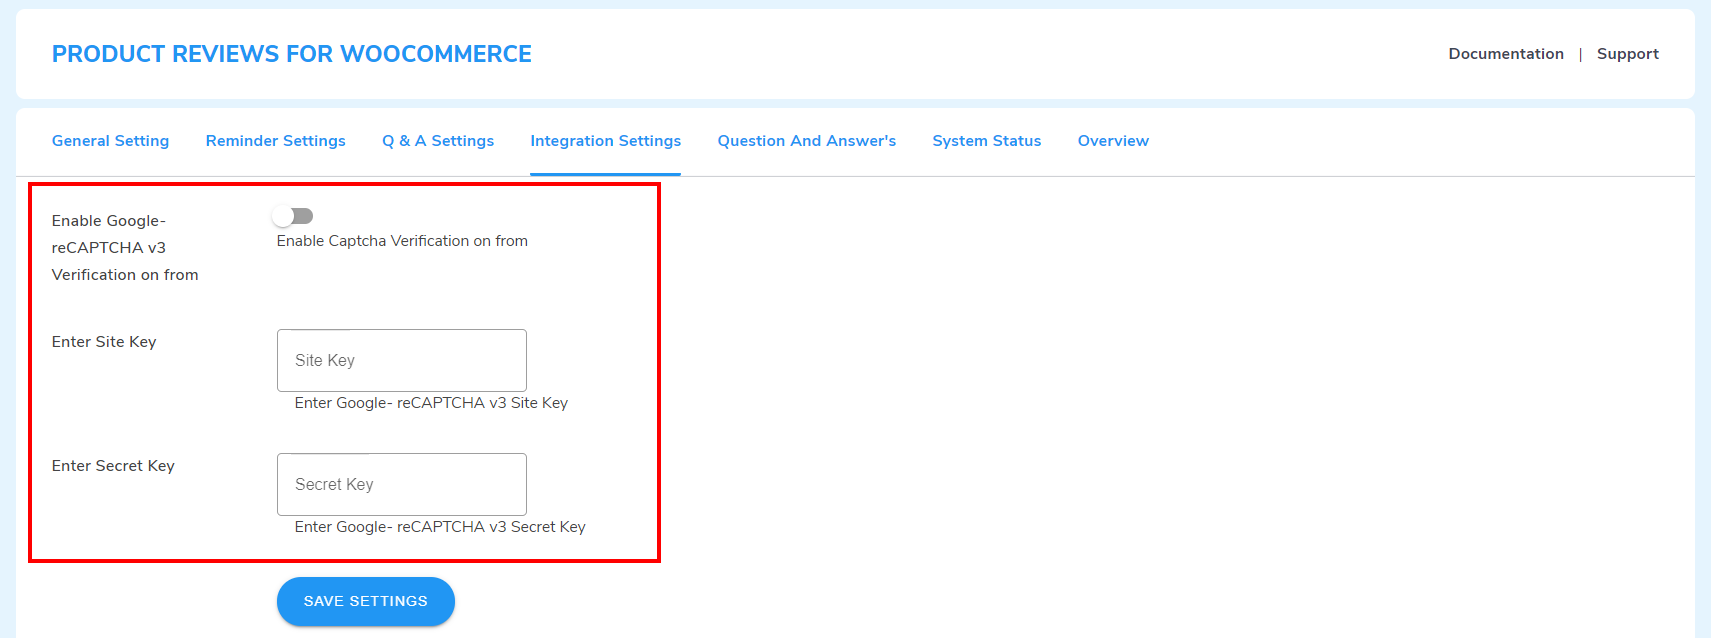 PRODUCT REVIEWS FOR WOOCOMMERCE
Documentation | Support
General Setting Reminder Settings Q & A Settings Integration Settings Question And Answer's System Status Overview
Enable Google-
reCAPTCHA v3
Verification on from
Enable Captcha Verification on from
Enter Site Key
Site Key
Enter Google- reCAPTCHA v3 Site Key
Enter Secret Key
Secret Key
Enter Google- reCAPTCHA v3 Secret Key
SAVE SETTINGS